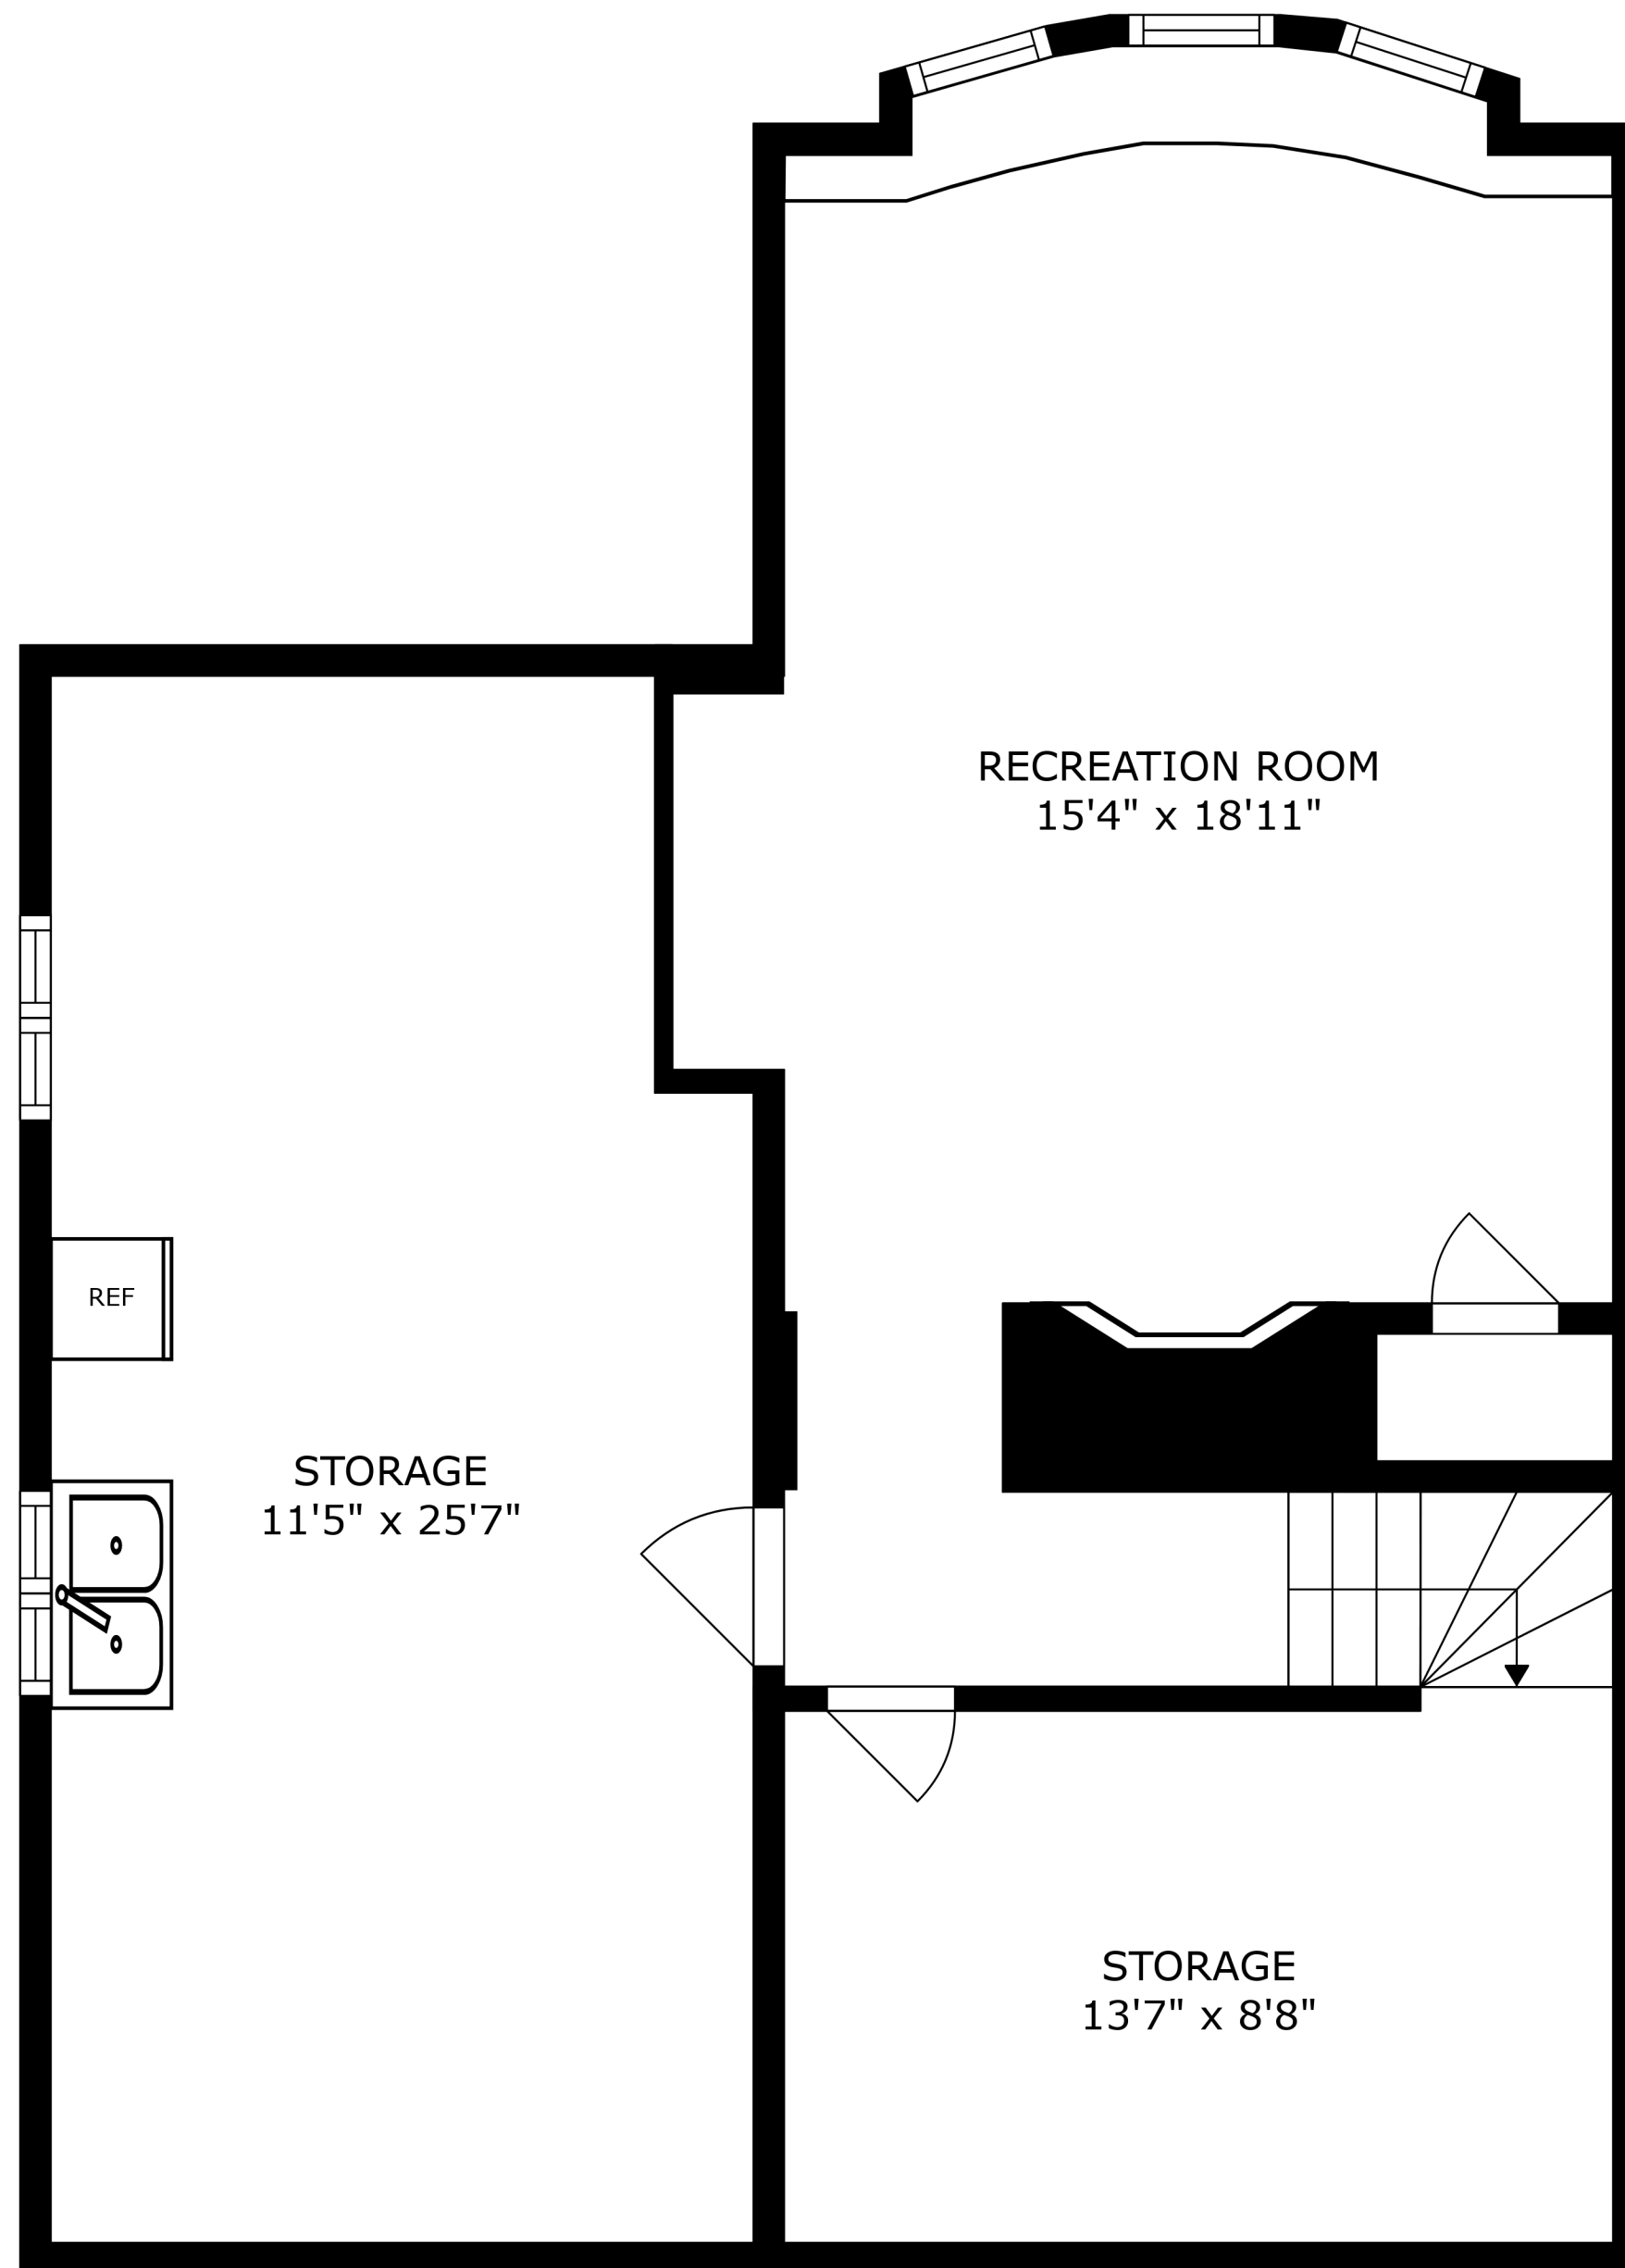 RECREATION ROOM
15'4" x 18'11"
REF
STORAGE
11'5" x 25'7"
STORAGE
13'7" x 8'8"